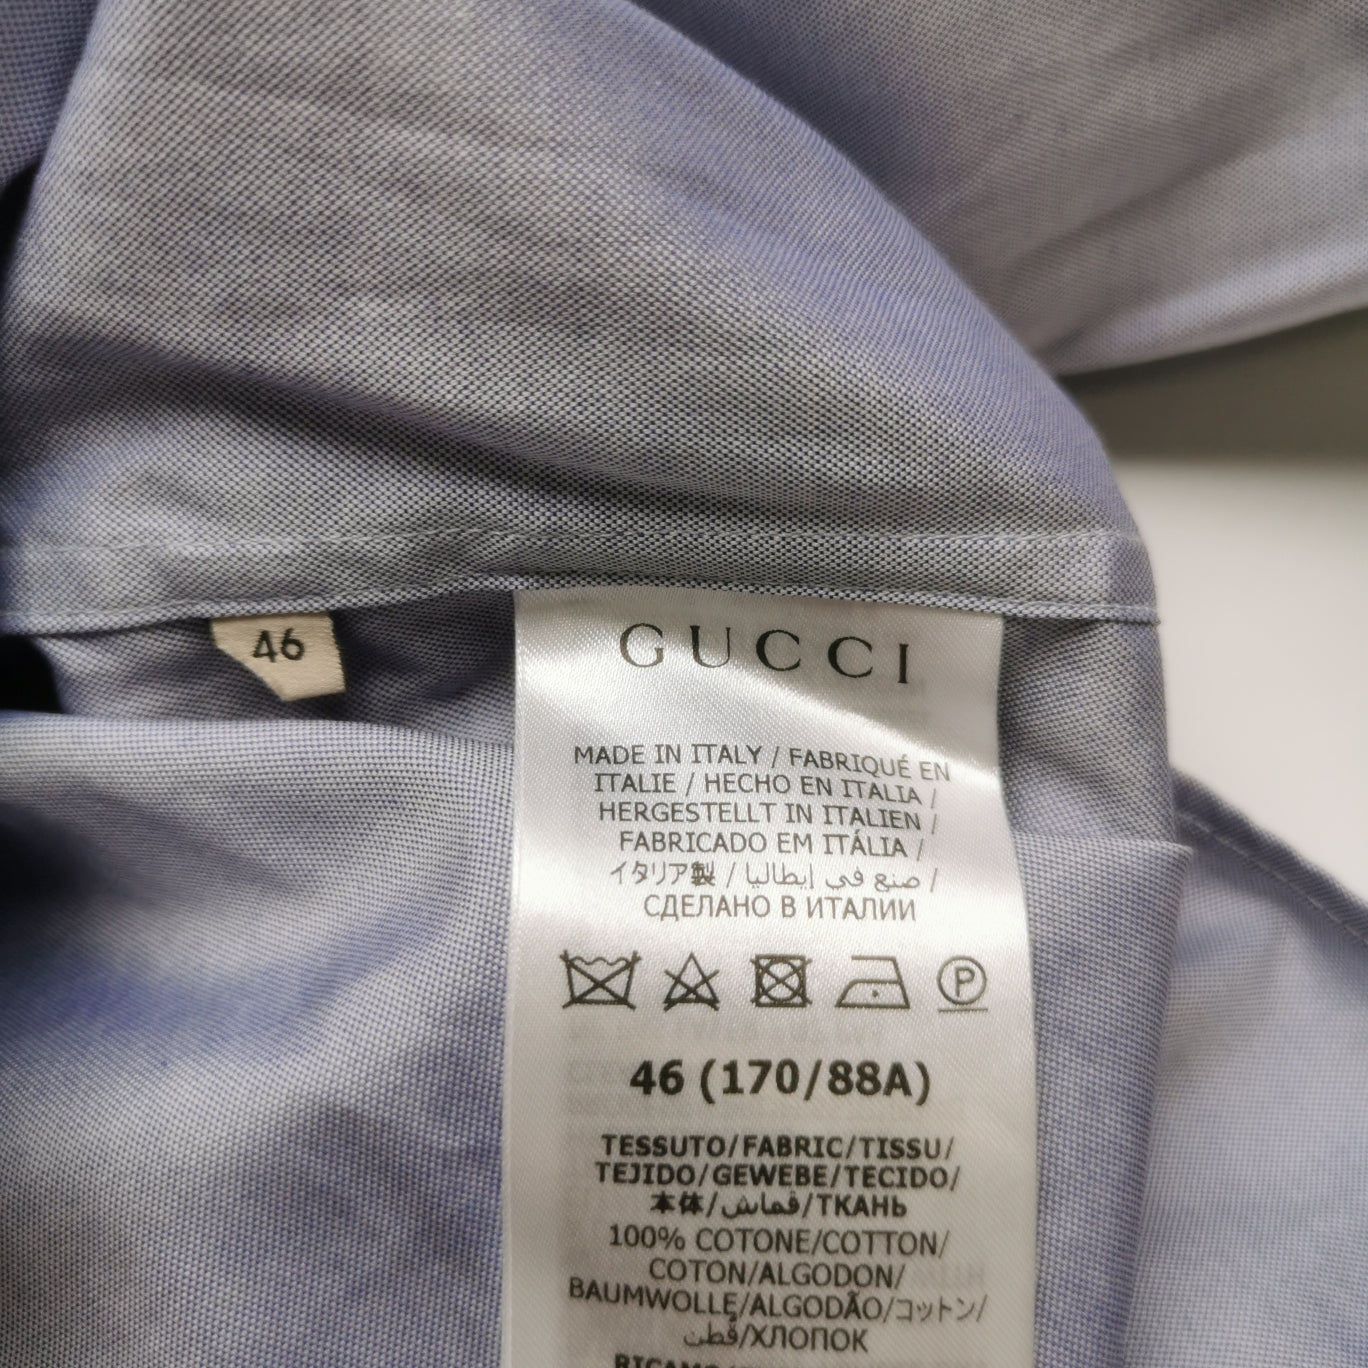 46
GUCCI
MADE IN ITALY / FABRIQUÉ EN
ITALIE / HECHO EN ITALIA /
HERGESTELLT IN ITALIEN /
FABRICADO EM ITÁLIA /
イタリア製 / صنع في إيطاليا /
СДЕЛАНО В ИТАЛИИ
P
46 (170/88A)
TESSUTO/FABRIC/TISSU/
TEJIDO/GEWEBE/TECIDO/
本体/قماش/ТКАНЬ
100% COTONE/COTTON/
COTON/ALGODON/
BAUMWOLLE/ALGODÃO/コットン/
قطن/ХЛОПОК